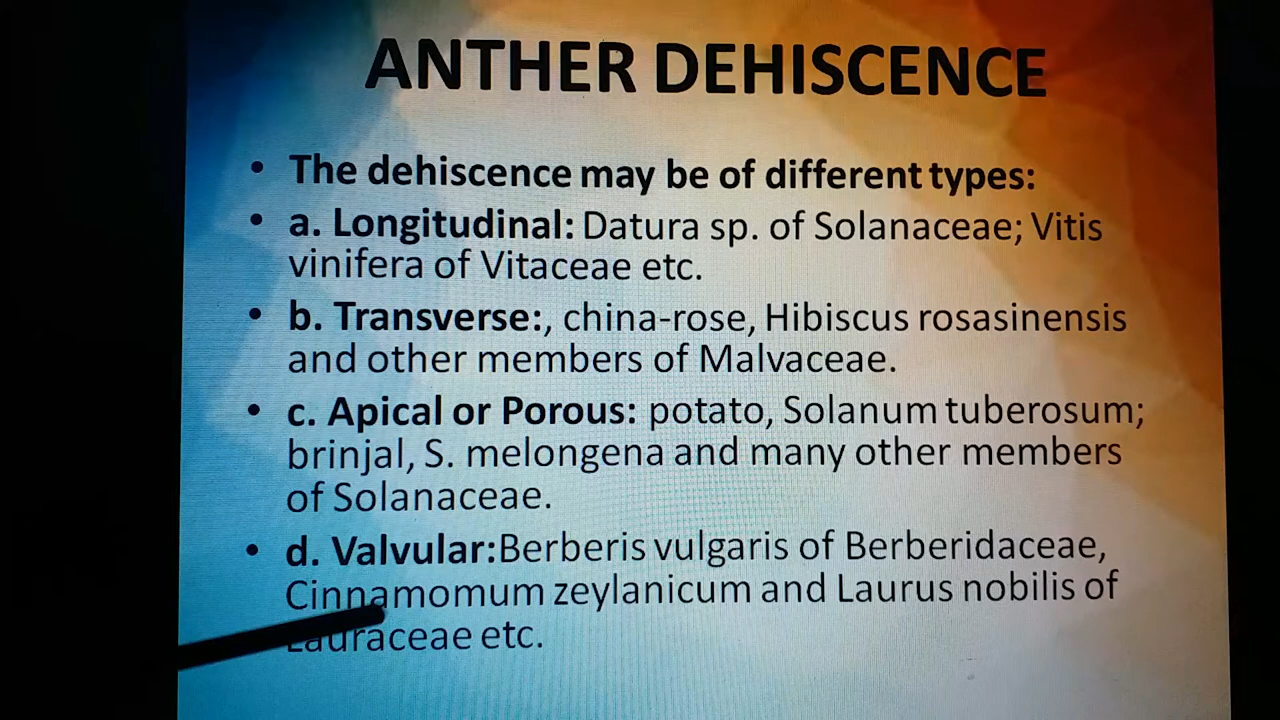 ANTHER DEHISCENCE
• The dehiscence may be of different types:
• a. Longitudinal: Datura sp. of Solanaceae; Vitis
vinifera of Vitaceae etc.
• b. Transverse:, china-rose, Hibiscus rosasinensis
and other members of Malvaceae.
• c. Apical or Porous: potato, Solanum tuberosum;
brinjal, S. melongena and many other members
of Solanaceae.
• d. Valvular:Berberis vulgaris of Berberidaceae,
Cinnamomum zeylanicum and Laurus nobilis of
Lauraceae etc.